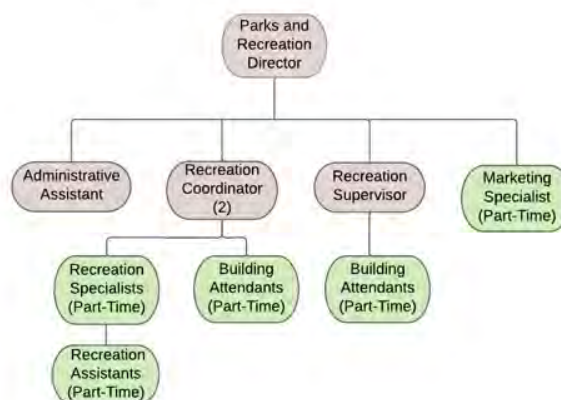 Parks and
Recreation
Director
Administrative
Assistant
Recreation
Coordinator
(2)
Recreation
Supervisor
Marketing
Specialist
(Part-Time)
Recreation
Specialists
(Part-Time)
Building
Attendants
(Part-Time)
Building
Attendants
(Part-Time)
Recreation
Assistants
(Part-Time)